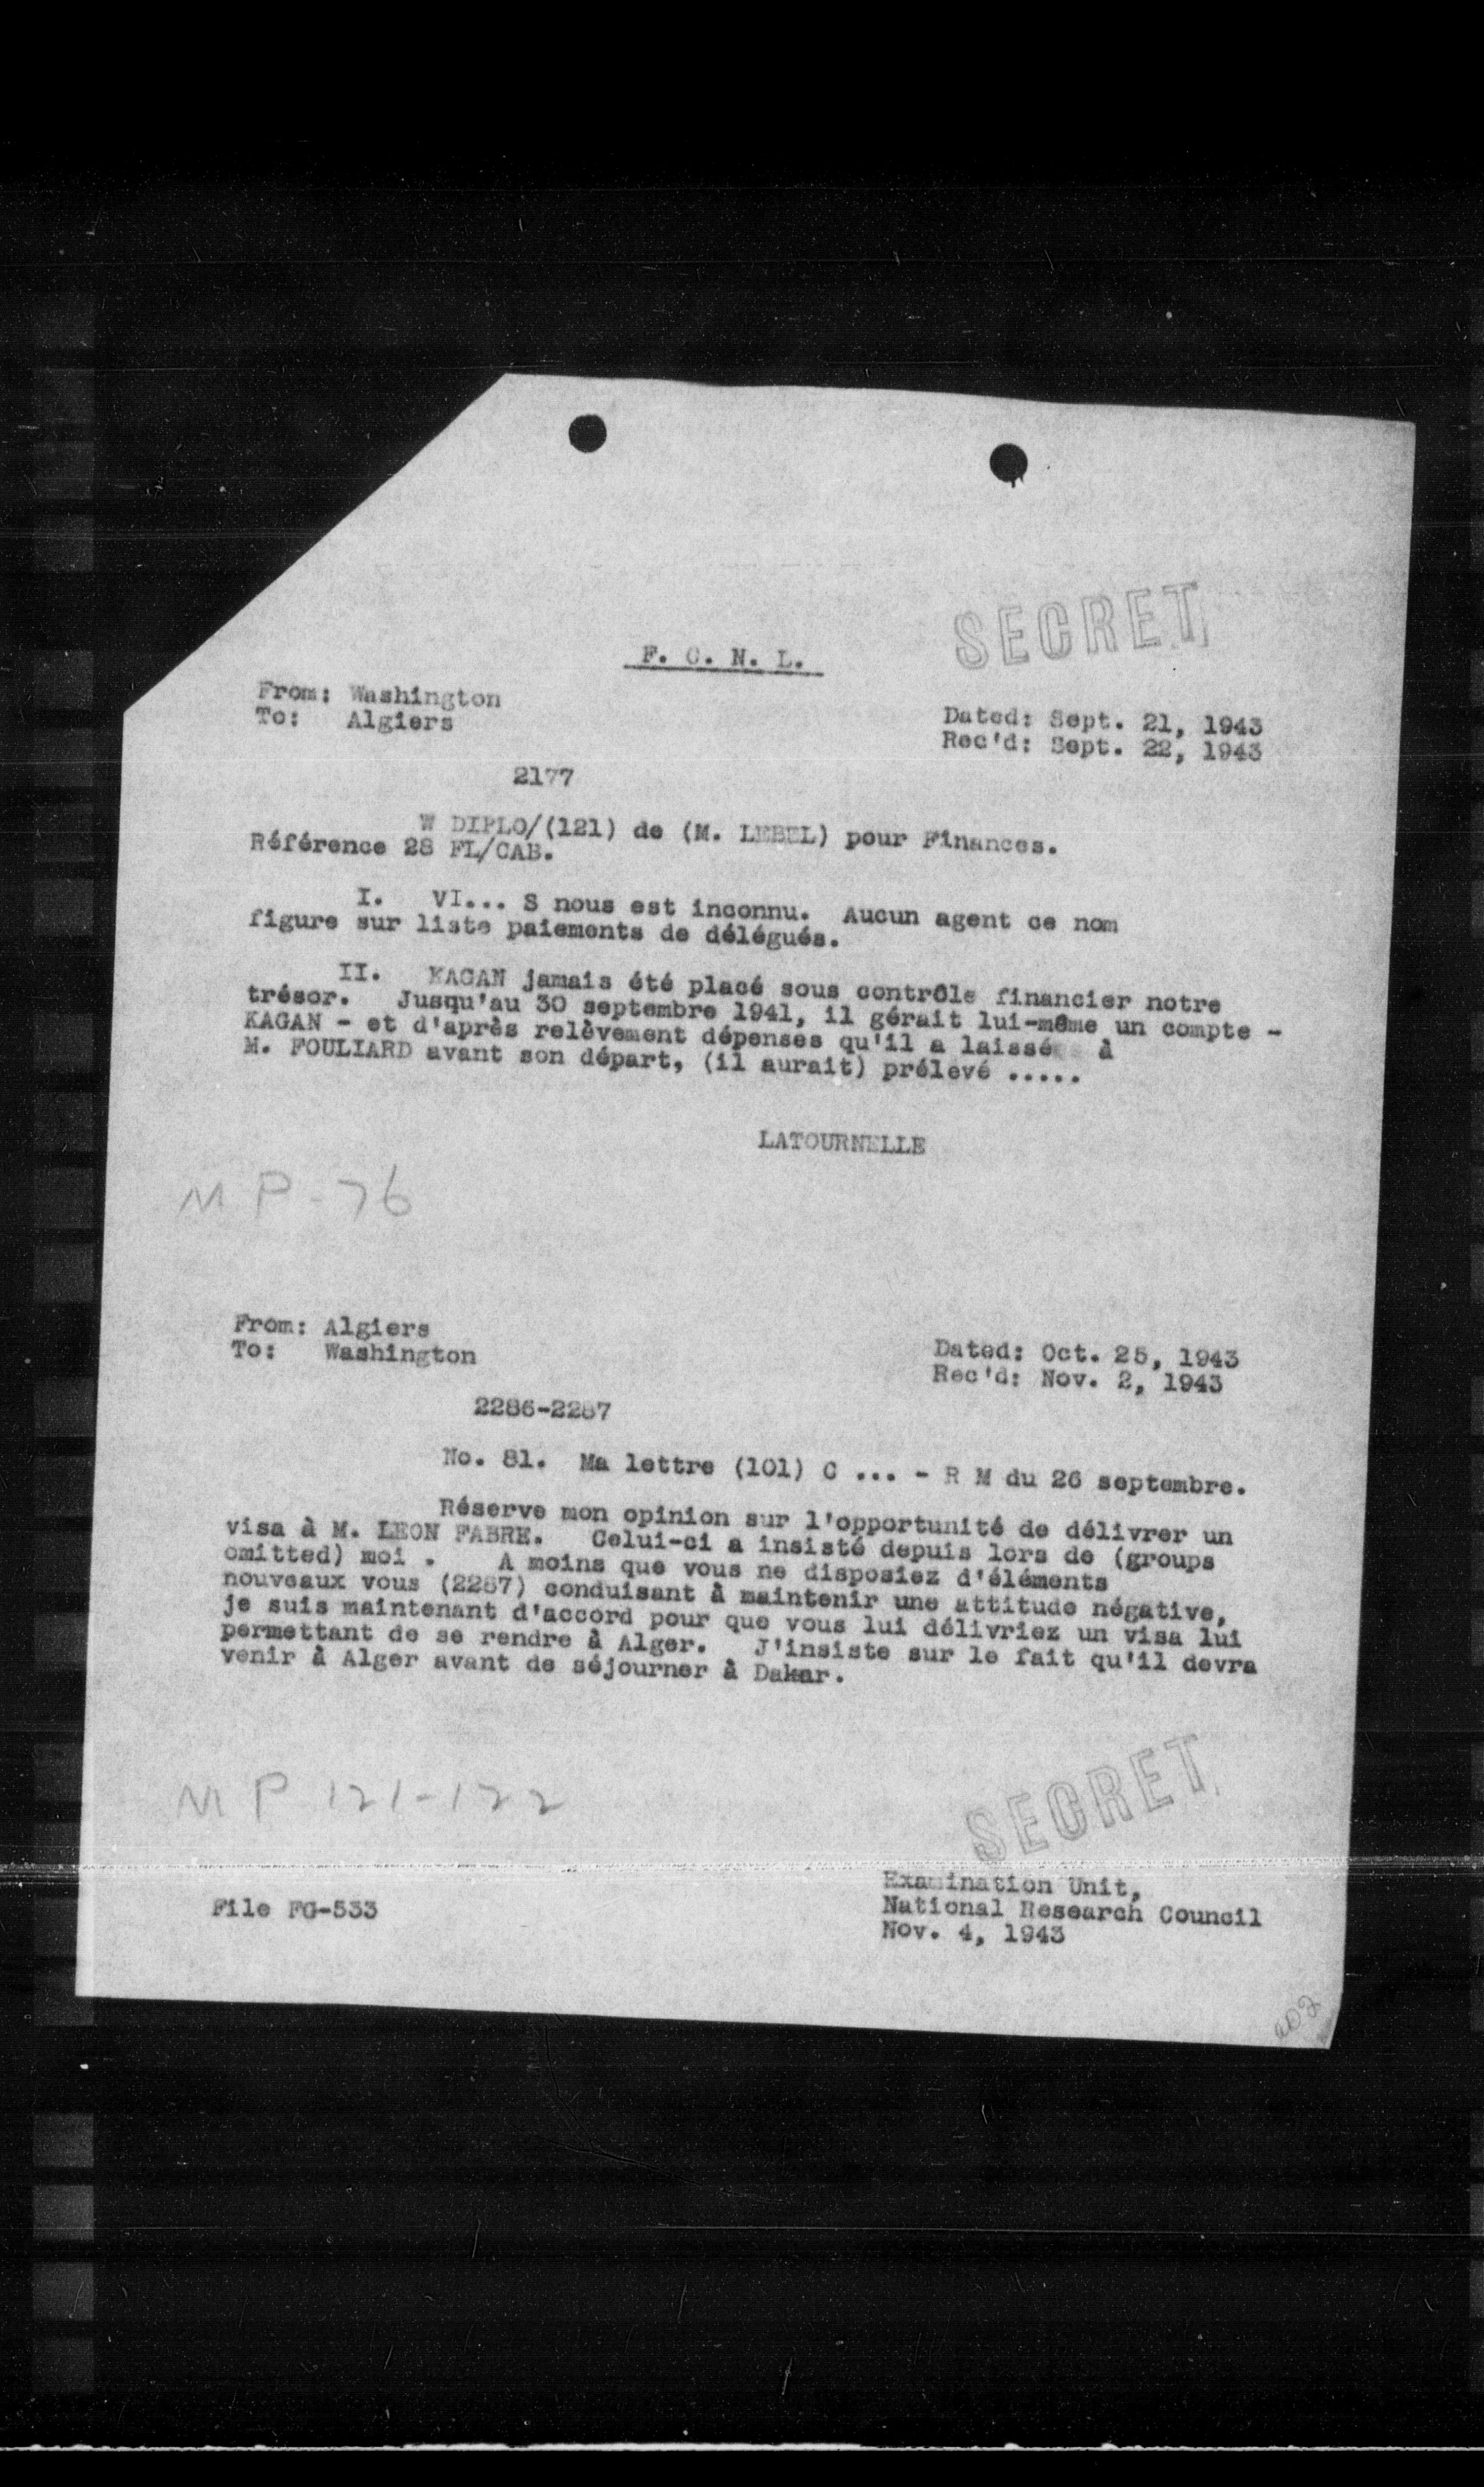 SECRET
F. C. N. L.
From: Washington
To: Algiers
Dated: Sept. 21, 1943
Rec'd: Sept. 22, 1943
2177
W DIPLO/(121) de (M. LEBEL) pour Finances.
Référence 28 FL/CAB.
I. VI... S nous est inconnu. Aucun agent ce nom
figure sur liste paiements de délégués.
II. KAGAN jamais été placé sous contrôle financier notre
trésor. Jusqu'au 30 septembre 1941, il gérait lui-même un compte -
KAGAN - et d'après relèvement dépenses qu'il a laissé à
M. FOULIARD avant son départ, (il aurait) prélevé .....
LATOURNELLE
MP-76
From: Algiers
To: Washington
Dated: Oct. 25, 1943
Rec'd: Nov. 2, 1943
2286-2287
No. 81. Ma lettre (101) C ... - R M du 26 septembre.
Réserve mon opinion sur l'opportunité de délivrer un
visa à M. LEON FABRE. Celui-ci a insisté depuis lors de (groups
omitted) moi . A moins que vous ne disposiez d'éléments
nouveaux vous (2287) conduisant à maintenir une attitude négative,
je suis maintenant d'accord pour que vous lui délivriez un visa lui
permettant de se rendre à Alger. J'insiste sur le fait qu'il devra
venir à Alger avant de séjourner à Dakar.
MP 121-122
SECRET
File FG-533
Examination Unit,
National Research Council
Nov. 4, 1943